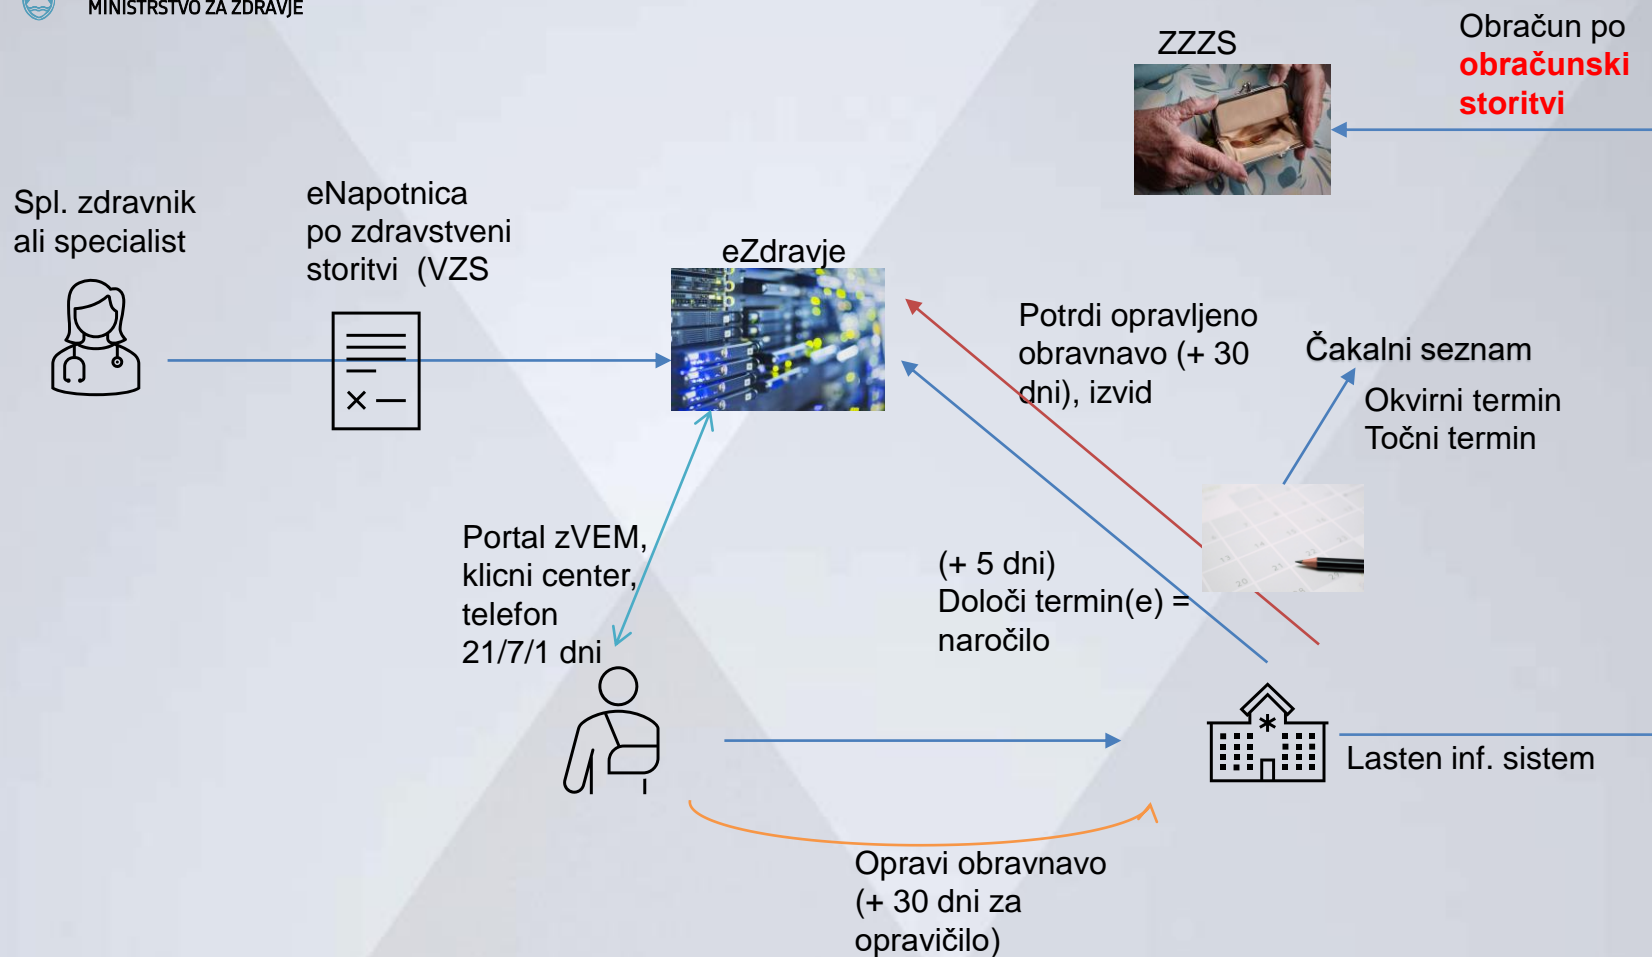 MINISTRSTVO ZA ZDRAVJE
ZZZS
Obračun po
obračunski
storitvi
Spl. zdravnik
ali specialist
eNapotnica
po zdravstveni
storitvi (VZS
eZdravje
Potrdi opravljeno
obravnavo (+ 30
dni), izvid
Čakalni seznam
Okvirni termin
Točni termin
Portal zVEM,
klicni center,
telefon
21/7/1 dni
(+ 5 dni)
Določi termin(e) =
naročilo
Lasten inf. sistem
Opravi obravnavo
(+ 30 dni za
opravičilo)